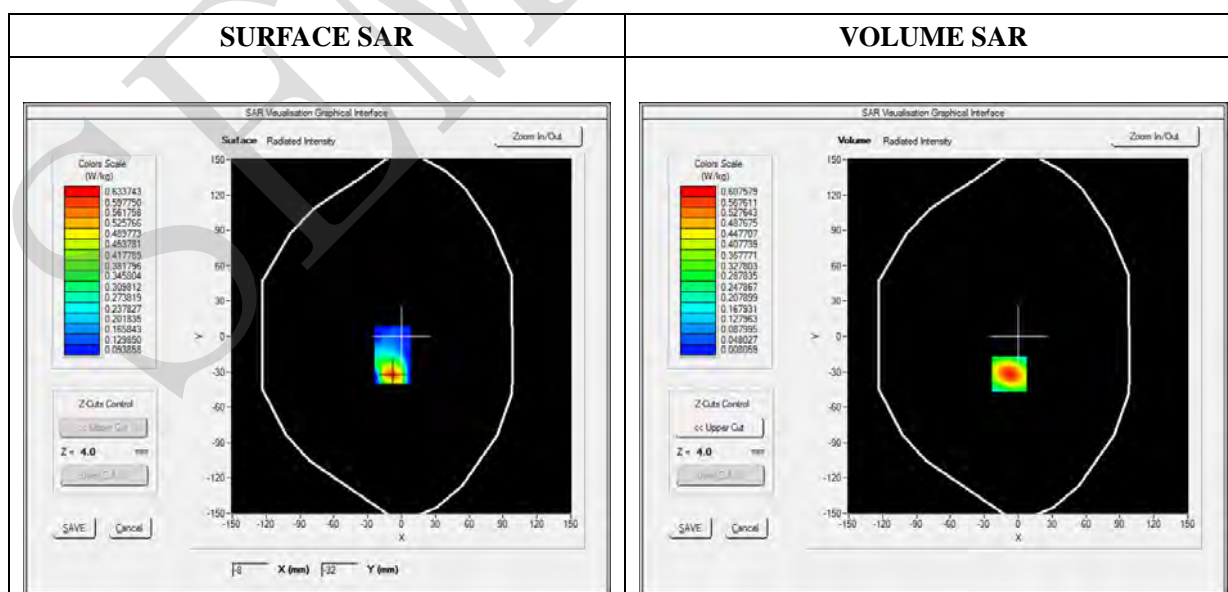 SURFACE SAR
VOLUME SAR
SAR Visualisation Graphical Interface
Surface Radiated Intensity
Zoom In/Out
Colors Scale
(W/kg)
0.633743
0.597750
0.561758
0.525766
0.489773
0.453781
0.417789
0.381796
0.345804
0.309812
0.273819
0.237827
0.201835
0.165843
0.129850
0.093858
150
120
90
60
30
0
-30
-60
-90
-120
-150
Y
-150 -120 -90 -60 -30 0 30 60 90 120 150
X
Z-Cuts Control
<< Upper Cut
Z = 4.0 mm
SAVE Cancel
-8 X (mm) -32 Y (mm)
SAR Visualisation Graphical Interface
Volume Radiated Intensity
Zoom In/Out
Colors Scale
(W/kg)
0.607579
0.567611
0.527643
0.487675
0.447707
0.407739
0.367771
0.327803
0.287835
0.247867
0.207899
0.167931
0.127963
0.087995
0.048027
0.008059
150
120
90
60
30
0
-30
-60
-90
-120
-150
Y
-150 -120 -90 -60 -30 0 30 60 90 120 150
X
Z-Cuts Control
<< Upper Cut
Z = 4.0 mm
SAVE Cancel